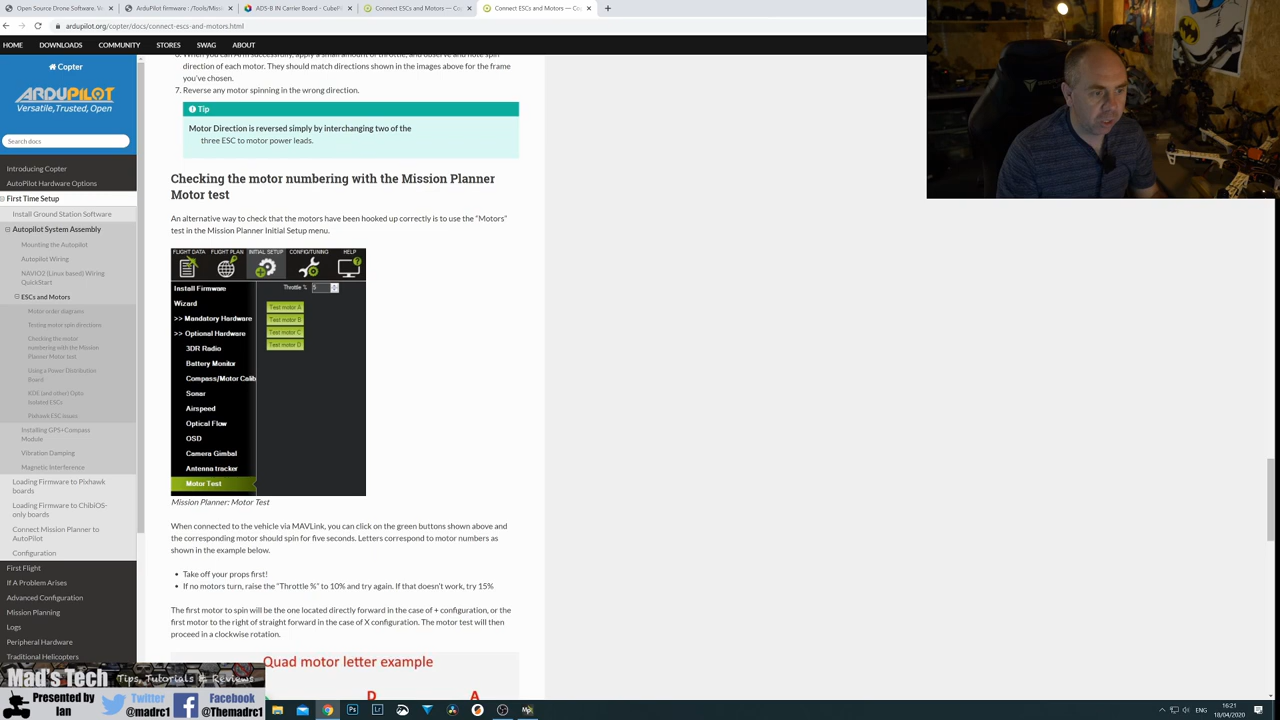 Open Source Drone Software. Ve
ArduPilot firmware : /Tools/Missi
ADS-B IN Carrier Board - CubePi
Connect ESCs and Motors — Co
Connect ESCs and Motors — Co
ardupilot.org/copter/docs/connect-escs-and-motors.html
HOME DOWNLOADS COMMUNITY STORES SWAG ABOUT
Copter
ARDUPILOT
Versatile,Trusted, Open
Search docs
Introducing Copter
AutoPilot Hardware Options
First Time Setup
Install Ground Station Software
Autopilot System Assembly
Mounting the Autopilot
Autopilot Wiring
NAVIO2 (Linux based) Wiring
QuickStart
ESCs and Motors
Motor order diagrams
Testing motor spin directions
Checking the motor
numbering with the Mission
Planner Motor test
Using a Power Distribution
Board
KDE (and other) Opto
Isolated ESCs
Pixhawk ESC issues
Installing GPS+Compass
Module
Vibration Damping
Magnetic Interference
Loading Firmware to Pixhawk
boards
Loading Firmware to ChibiOS-
only boards
Connect Mission Planner to
AutoPilot
Configuration
First Flight
If A Problem Arises
Advanced Configuration
Mission Planning
Logs
Peripheral Hardware
Traditional Helicopters
direction of each motor. They should match directions shown in the images above for the frame
you've chosen.
7. Reverse any motor spinning in the wrong direction.
Tip
Motor Direction is reversed simply by interchanging two of the
three ESC to motor power leads.
Checking the motor numbering with the Mission Planner
Motor test
An alternative way to check that the motors have been hooked up correctly is to use the "Motors"
test in the Mission Planner Initial Setup menu.
FLIGHT DATA FLIGHT PLAN INITIAL SETUP CONFIG/TUNING HELP
Install Firmware
Throttle % 5
Wizard
Test motor A
>> Mandatory Hardware
Test motor B
>> Optional Hardware
Test motor C
3DR Radio
Test motor D
Battery Monitor
Compass/Motor Calib
Sonar
Airspeed
Optical Flow
OSD
Camera Gimbal
Antenna tracker
Motor Test
Mission Planner: Motor Test
When connected to the vehicle via MAVLink, you can click on the green buttons shown above and
the corresponding motor should spin for five seconds. Letters correspond to motor numbers as
shown in the example below.
• Take off your props first!
• If no motors turn, raise the "Throttle %" to 10% and try again. If that doesn't work, try 15%
The first motor to spin will be the one located directly forward in the case of + configuration, or the
first motor to the right of straight forward in the case of X configuration. The motor test will then
proceed in a clockwise rotation.
Quad motor letter example
D A
Mad's Tech Tips, Tutorials & Reviews
Presented by
Ian
Twitter
@madrc1
Facebook
@Themadrc1
ENG
16:21
18/04/2020